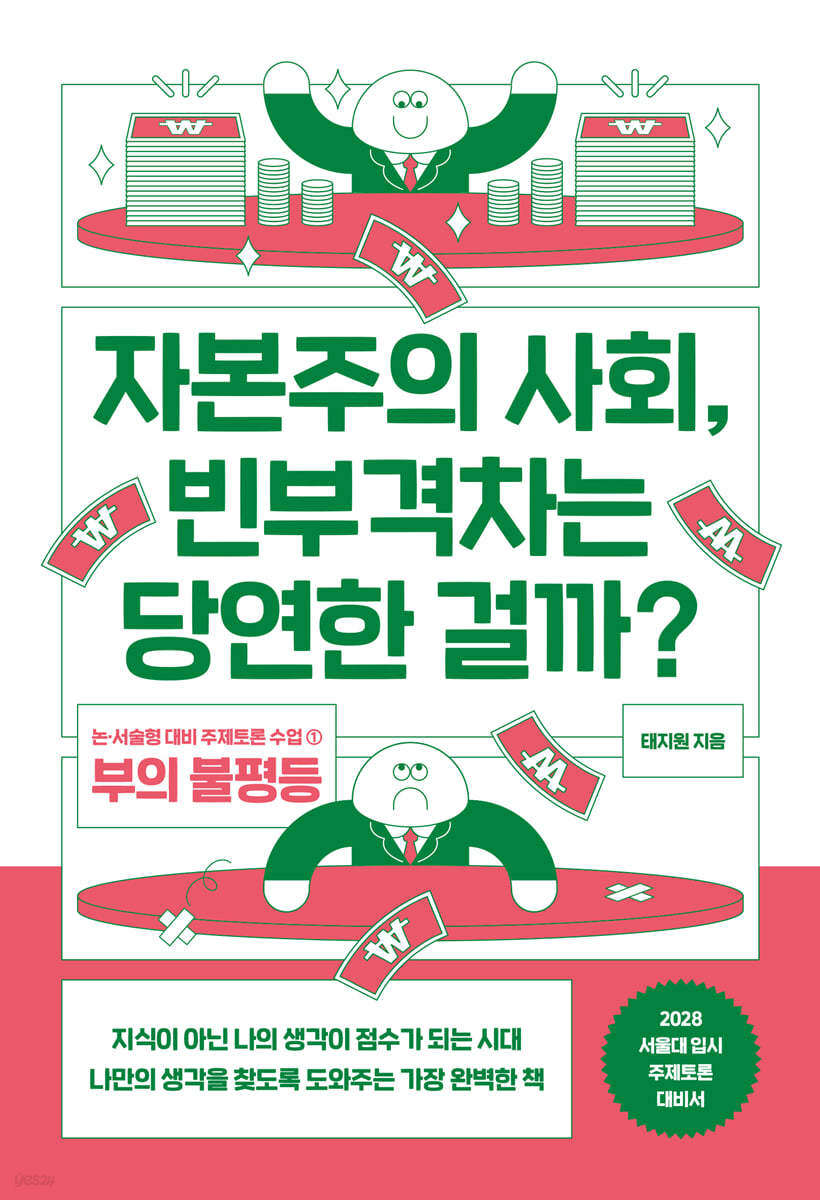 자본주의 사회,
빈부격차는
당연한 걸까?
논·서술형 대비 주제토론 수업 ①
부의 불평등
태지원 지음
지식이 아닌 나의 생각이 점수가 되는 시대
나만의 생각을 찾도록 도와주는 가장 완벽한 책
2028
서울대 입시
주제토론
대비서
yes24